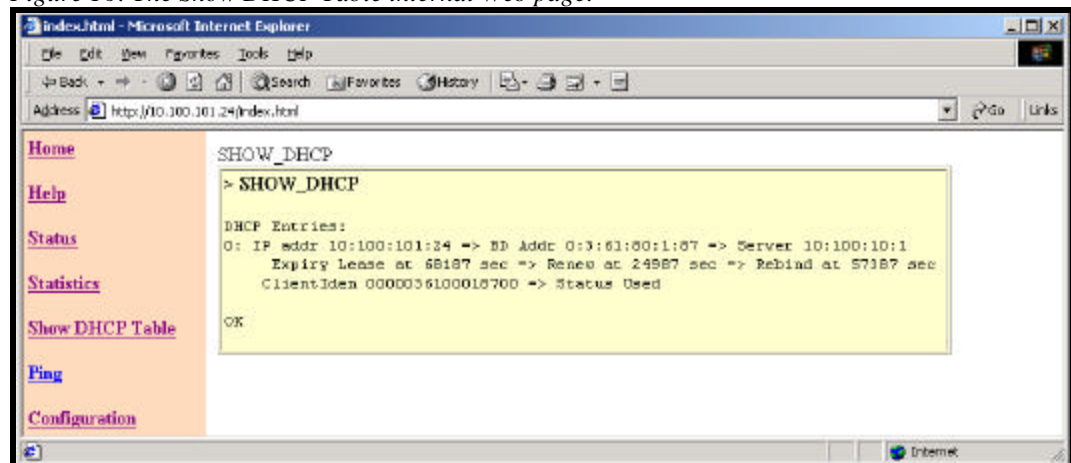 Figure 10. The Show DHCP Table internal web page.
index.html - Microsoft Internet Explorer
File Edit View Favorites Tools Help
Back Search Favorites History
Address http://10.100.101.24/index.html Go Links
Home
Help
Status
Statistics
Show DHCP Table
Ping
Configuration
SHOW_DHCP
> SHOW_DHCP
DHCP Entries:
0: IP addr 10:100:101:24 => BD Addr 0:3:61:80:1:87 => Server 10:100:10:1
Expiry Lease at 68187 sec => Renew at 24987 sec => Rebind at 57387 sec
ClientIden => Status Used
OK
Internet